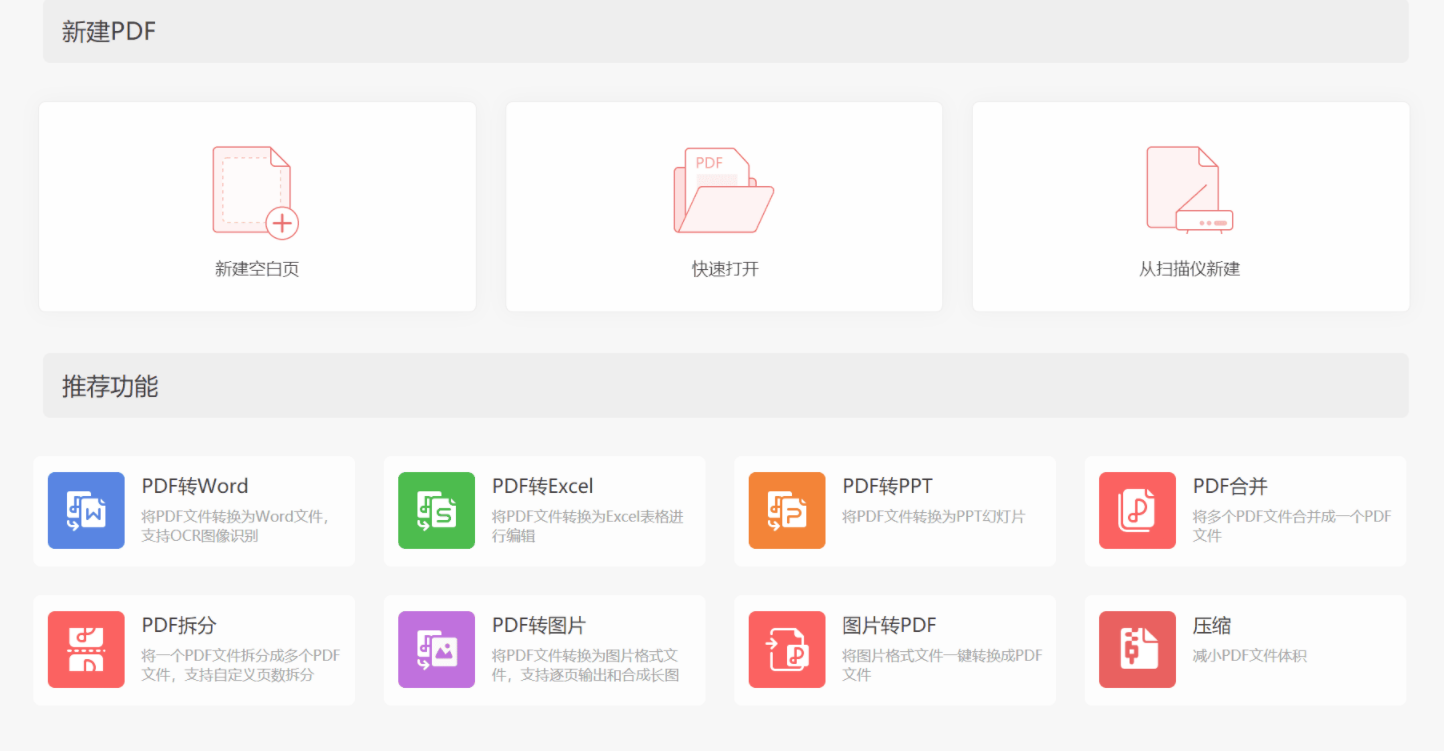 新建PDF
PDF
新建空白页
快速打开
从扫描仪新建
推荐功能
PDF转Word
将PDF文件转换为Word文件，
支持OCR图像识别
PDF转Excel
将PDF文件转换为Excel表格进
行编辑
PDF转PPT
将PDF文件转换为PPT幻灯片
PDF合并
将多个PDF文件合并成一个PDF
文件
PDF拆分
将一个PDF文件拆分成多个PDF
文件，支持自定义页数拆分
PDF转图片
将PDF文件转换为图片格式文
件，支持逐页输出和合成长图
图片转PDF
将图片格式文件一键转换成PDF
文件
压缩
减小PDF文件体积